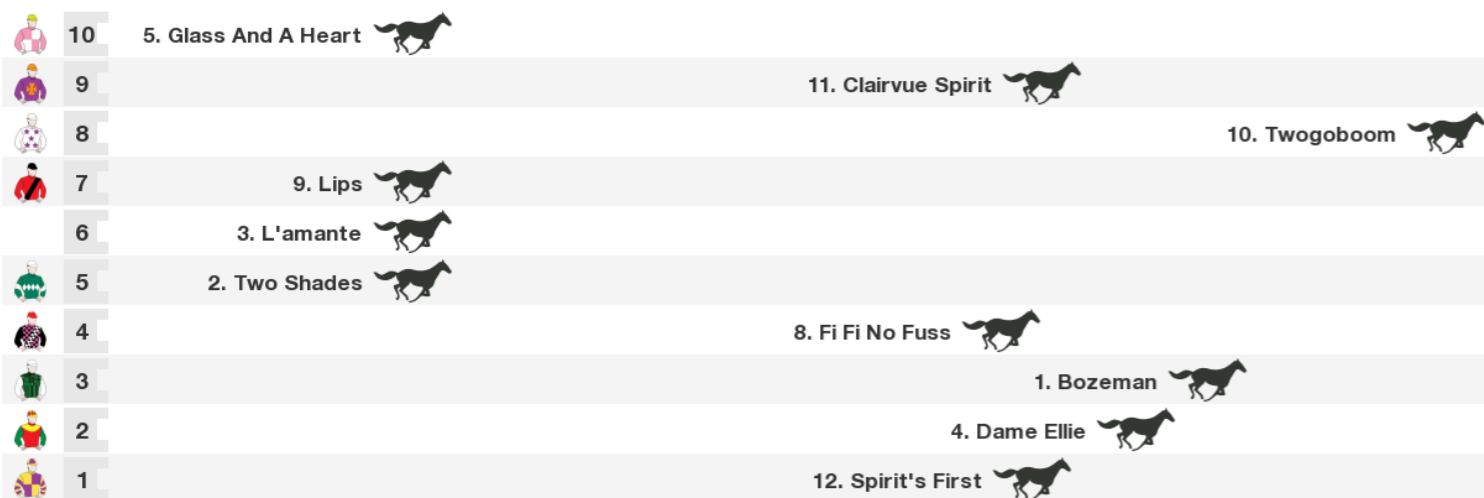 10 5. Glass And A Heart
9 11. Clairvue Spirit
8 10. Twogoboom
7 9. Lips
6 3. L'amante
5 2. Two Shades
4 8. Fi Fi No Fuss
3 1. Bozeman
2 4. Dame Ellie
1 12. Spirit's First